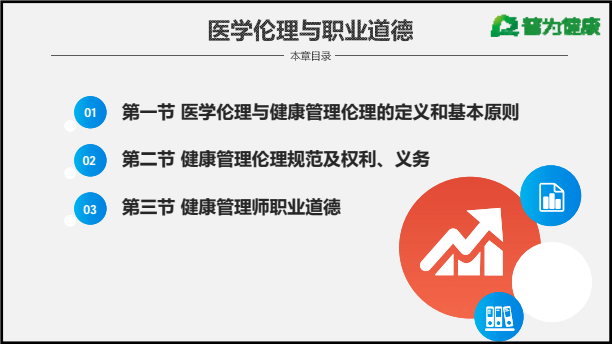 医学伦理与职业道德
普为健康
本章目录
01 第一节 医学伦理与健康管理伦理的定义和基本原则
02 第二节 健康管理伦理规范及权利、义务
03 第三节 健康管理师职业道德